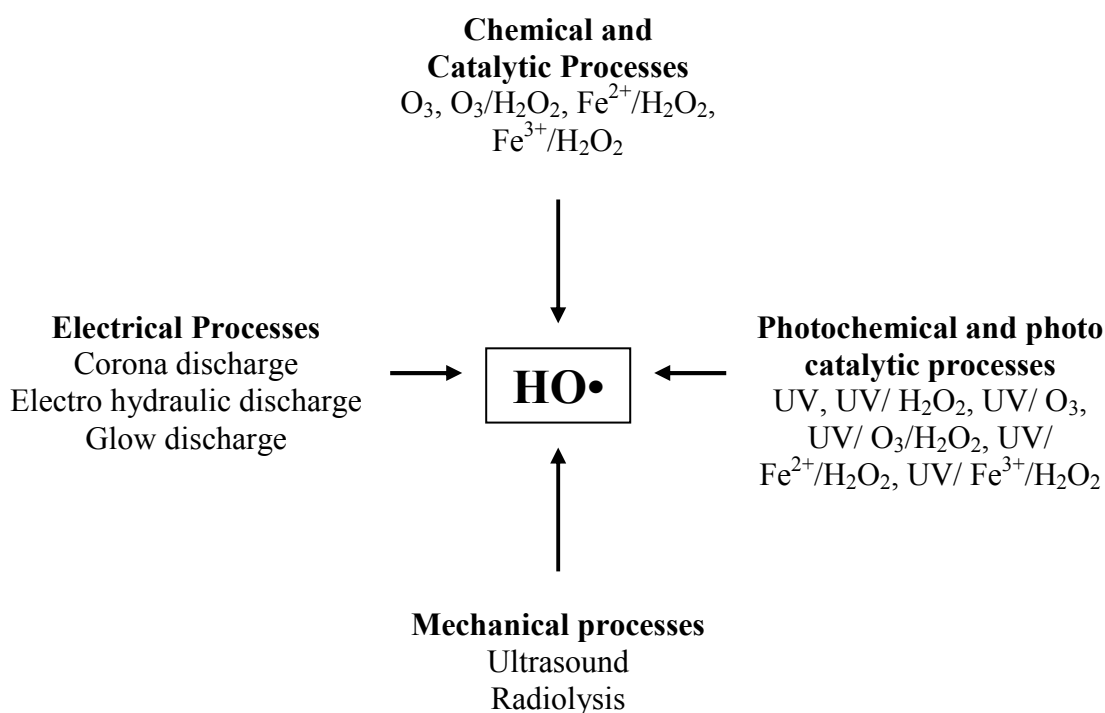 Chemical and
Catalytic Processes
O₃, O₃/H₂O₂, Fe²⁺/H₂O₂,
Fe³⁺/H₂O₂
Electrical Processes
Corona discharge
Electro hydraulic discharge
Glow discharge
HO•
Photochemical and photo
catalytic processes
UV, UV/ H₂O₂, UV/ O₃,
UV/ O₃/H₂O₂, UV/
Fe²⁺/H₂O₂, UV/ Fe³⁺/H₂O₂
Mechanical processes
Ultrasound
Radiolysis